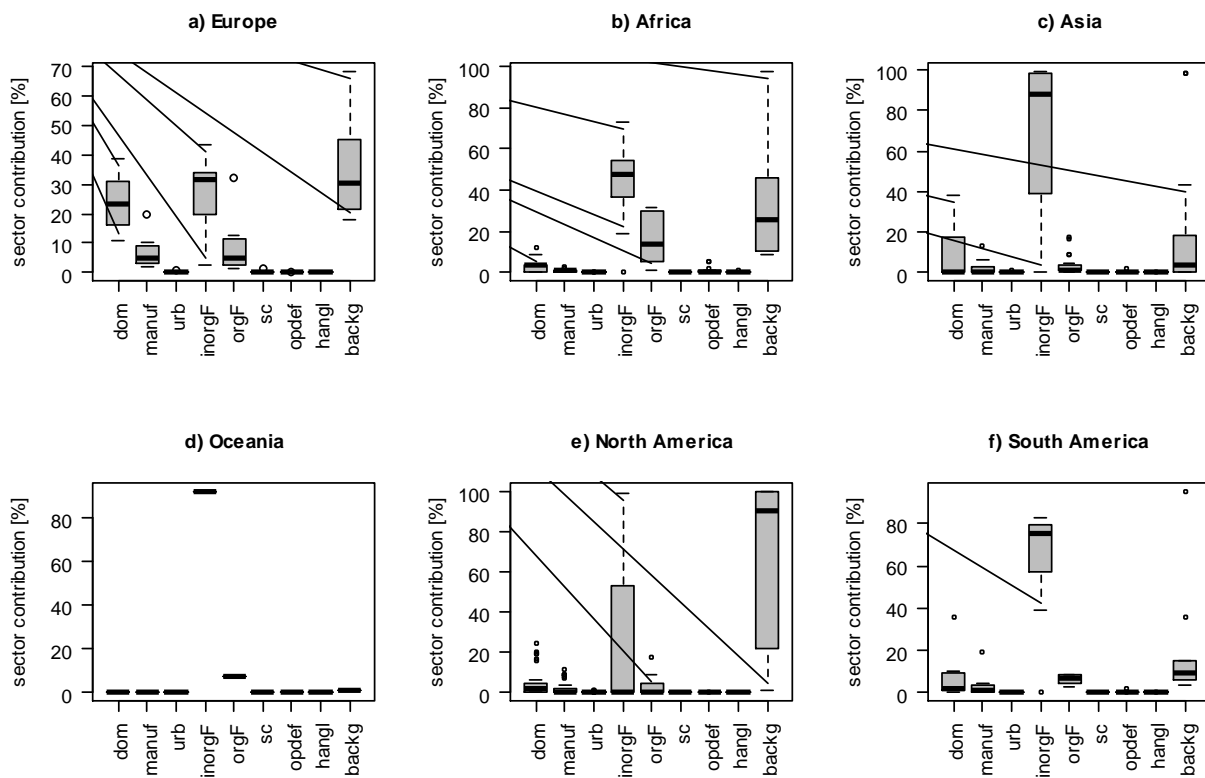 a) Europe
b) Africa
c) Asia
sector contribution [%]
70
60
50
40
30
20
10
0
dom
manuf
urb
inorgF
orgF
sc
opdef
hangl
backg
sector contribution [%]
100
80
60
40
20
0
dom
manuf
urb
inorgF
orgF
sc
opdef
hangl
backg
sector contribution [%]
100
80
60
40
20
0
dom
manuf
urb
inorgF
orgF
sc
opdef
hangl
backg
d) Oceania
e) North America
f) South America
sector contribution [%]
80
60
40
20
0
dom
manuf
urb
inorgF
orgF
sc
opdef
hangl
backg
sector contribution [%]
100
80
60
40
20
0
dom
manuf
urb
inorgF
orgF
sc
opdef
hangl
backg
sector contribution [%]
80
60
40
20
0
dom
manuf
urb
inorgF
orgF
sc
opdef
hangl
backg